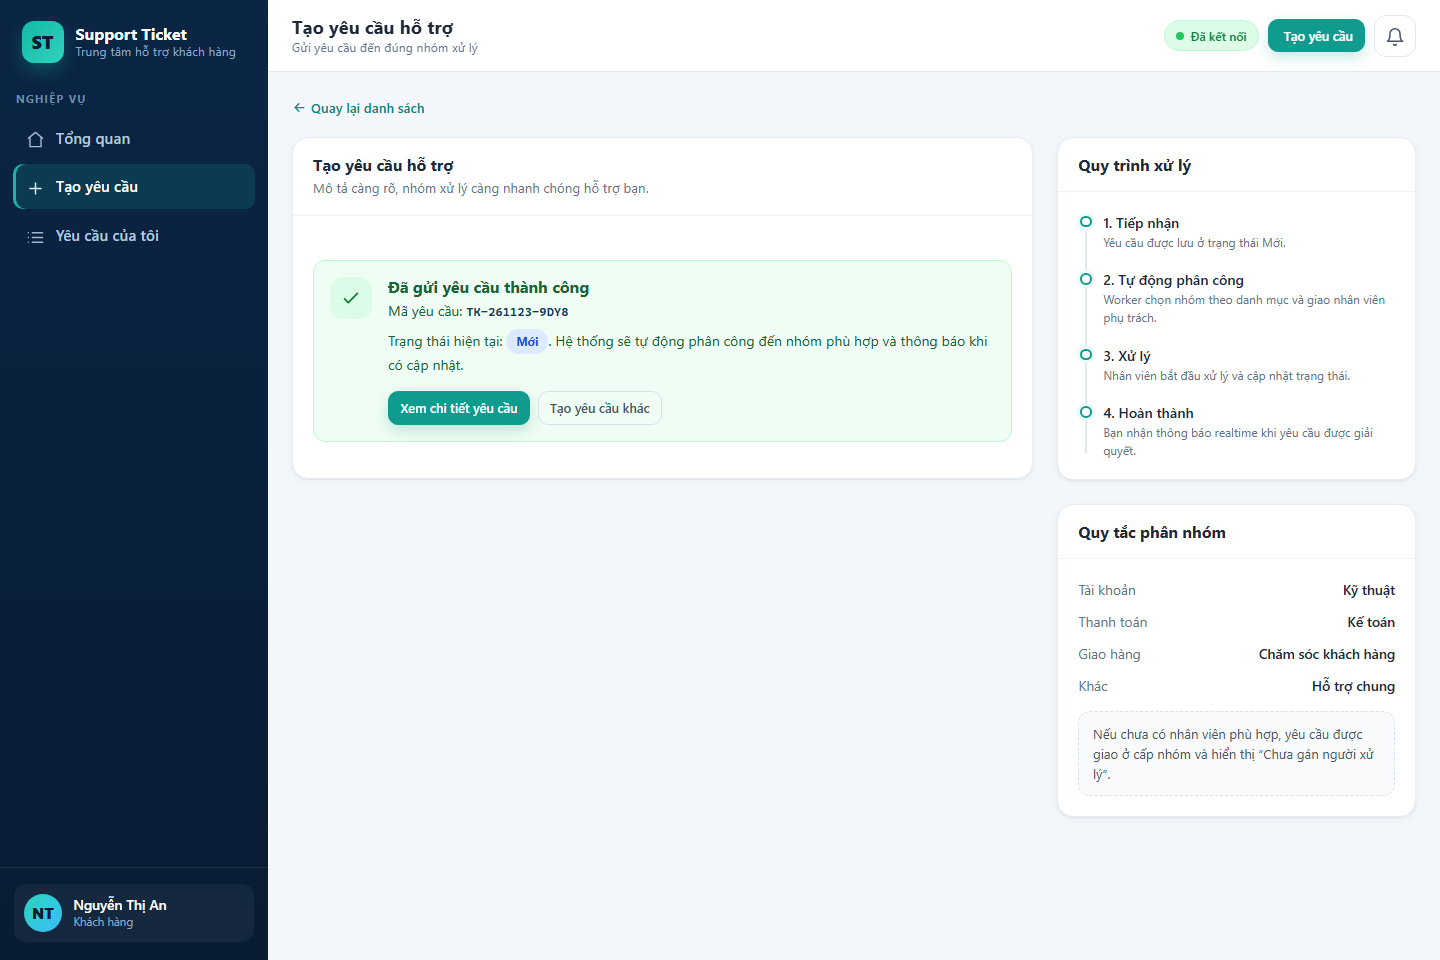 ST
Support Ticket
Trung tâm hỗ trợ khách hàng
NGHIỆP VỤ
Tổng quan
Tạo yêu cầu
Yêu cầu của tôi
NT
Nguyễn Thị An
Khách hàng
Tạo yêu cầu hỗ trợ
Gửi yêu cầu đến đúng nhóm xử lý
Đã kết nối
Tạo yêu cầu
← Quay lại danh sách
Tạo yêu cầu hỗ trợ
Mô tả càng rõ, nhóm xử lý càng nhanh chóng hỗ trợ bạn.
Đã gửi yêu cầu thành công
Mã yêu cầu: TK-261123-9DY8
Trạng thái hiện tại: Mới. Hệ thống sẽ tự động phân công đến nhóm phù hợp và thông báo khi
có cập nhật.
Xem chi tiết yêu cầu
Tạo yêu cầu khác
Quy trình xử lý
1. Tiếp nhận
Yêu cầu được lưu ở trạng thái Mới.
2. Tự động phân công
Worker chọn nhóm theo danh mục và giao nhân viên
phụ trách.
3. Xử lý
Nhân viên bắt đầu xử lý và cập nhật trạng thái.
4. Hoàn thành
Bạn nhận thông báo realtime khi yêu cầu được giải
quyết.
Quy tắc phân nhóm
Tài khoản Kỹ thuật
Thanh toán Kế toán
Giao hàng Chăm sóc khách hàng
Khác Hỗ trợ chung
Nếu chưa có nhân viên phù hợp, yêu cầu được
giao ở cấp nhóm và hiển thị “Chưa gán người xử
lý”.